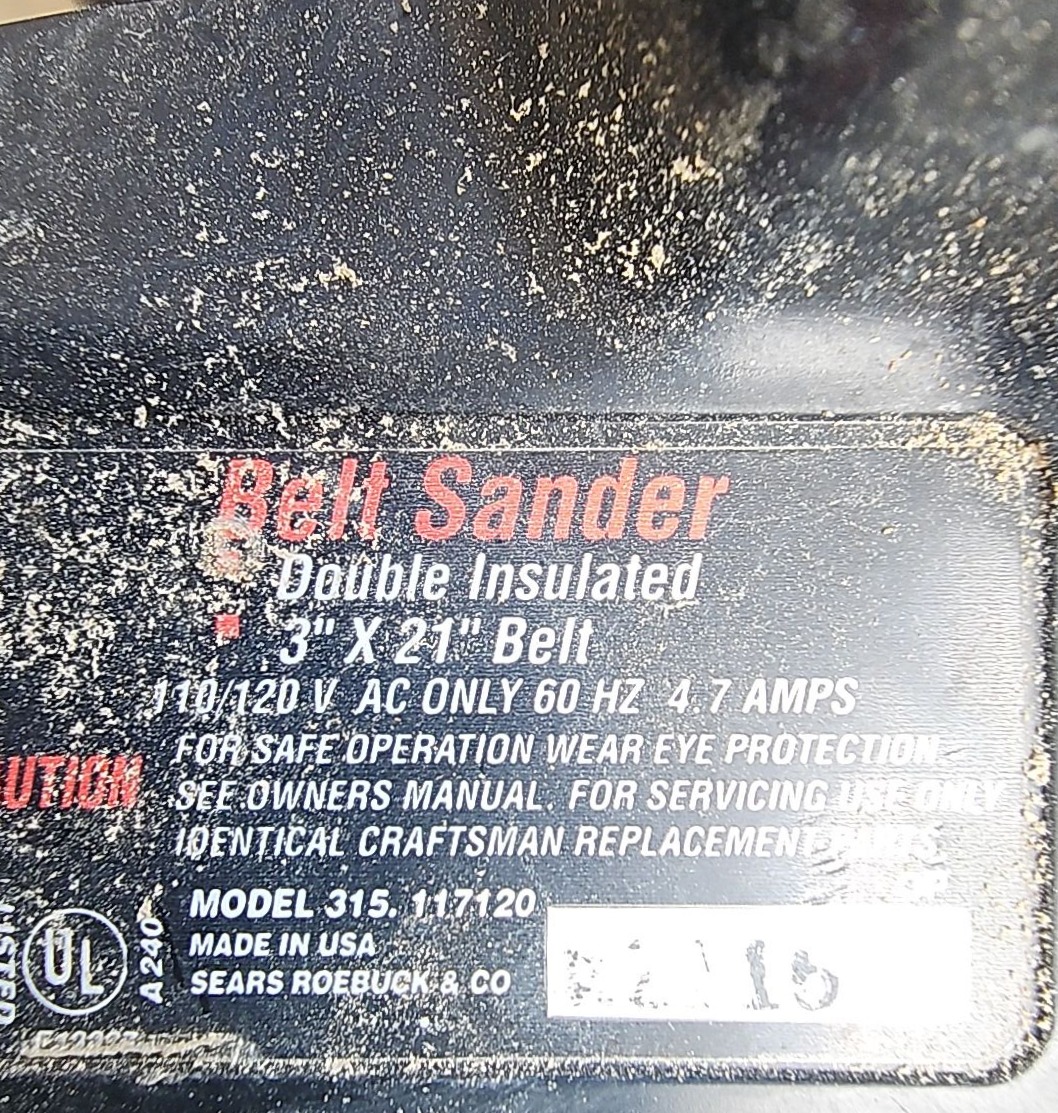 Belt Sander
Double Insulated
3" X 21" Belt
110/120 V AC ONLY 60 HZ 4.7 AMPS
UTION
FOR SAFE OPERATION WEAR EYE PROTECTION.
SEE OWNERS MANUAL. FOR SERVICING USE ONLY
IDENTICAL CRAFTSMAN REPLACEMENT PARTS.
MODEL 315. 117120
MADE IN USA
SEARS ROEBUCK & CO
LISTED
UL
A240